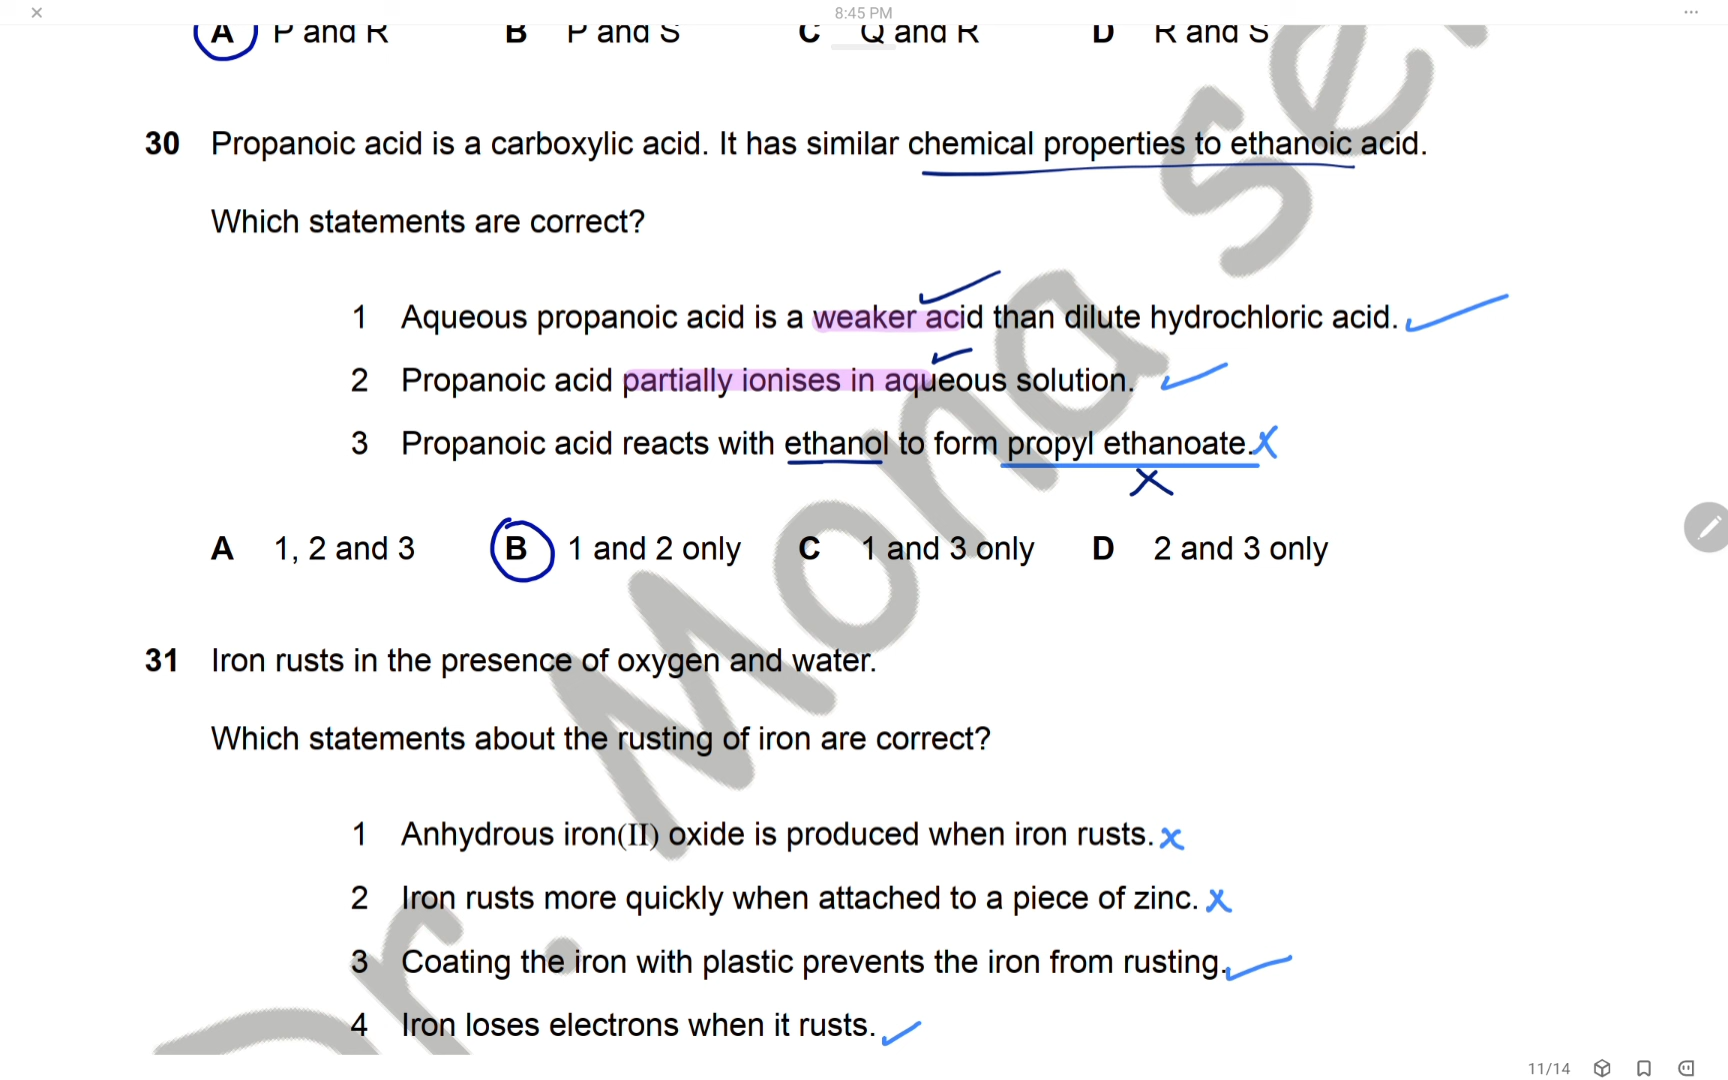 8:45 PM
A P and R B P and S C Q and R D R and S
30 Propanoic acid is a carboxylic acid. It has similar chemical properties to ethanoic acid.
Which statements are correct?
1 Aqueous propanoic acid is a weaker acid than dilute hydrochloric acid.
2 Propanoic acid partially ionises in aqueous solution.
3 Propanoic acid reacts with ethanol to form propyl ethanoate.
A 1, 2 and 3 B 1 and 2 only C 1 and 3 only D 2 and 3 only
31 Iron rusts in the presence of oxygen and water.
Which statements about the rusting of iron are correct?
1 Anhydrous iron(II) oxide is produced when iron rusts.
2 Iron rusts more quickly when attached to a piece of zinc.
3 Coating the iron with plastic prevents the iron from rusting.
4 Iron loses electrons when it rusts.
Dr. Mona
11/14